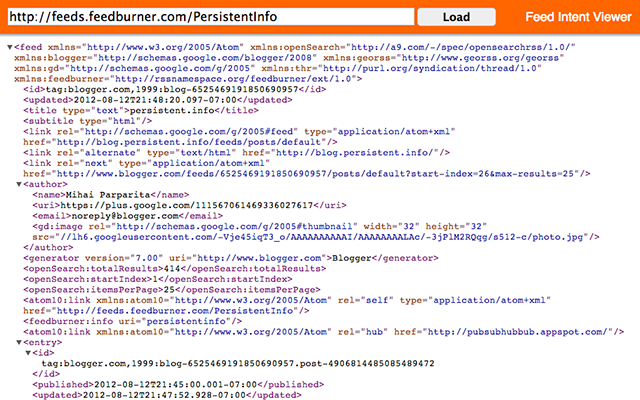 http://feeds.feedburner.com/PersistentInfo Load Feed Intent Viewer
<feed xmlns="http://www.w3.org/2005/Atom" xmlns:openSearch="http://a9.com/-/spec/opensearchrss/1.0/"
xmlns:blogger="http://schemas.google.com/blogger/2008" xmlns:georss="http://www.georss.org/georss"
xmlns:gd="http://schemas.google.com/g/2005" xmlns:thr="http://purl.org/syndication/thread/1.0"
xmlns:feedburner="http://rssnamespace.org/feedburner/ext/1.0">
<id>tag:blogger.com,1999:blog-6525469191850690957</id>
<updated>2012-08-12T21:48:20.097-07:00</updated>
<title type="text">persistent.info</title>
<subtitle type="html"/>
<link rel="http://schemas.google.com/g/2005#feed" type="application/atom+xml"
href="http://blog.persistent.info/feeds/posts/default"/>
<link rel="alternate" type="text/html" href="http://blog.persistent.info/"/>
<link rel="next" type="application/atom+xml"
href="http://www.blogger.com/feeds/6525469191850690957/posts/default?start-index=26&max-results=25"/>
<author>
<name>Mihai Parparita</name>
<uri>https://plus.google.com/111567061469336027617</uri>
<email>noreply@blogger.com</email>
<gd:image rel="http://schemas.google.com/g/2005#thumbnail" width="32" height="32"
src="//lh6.googleusercontent.com/-Vje45iqT3_o/AAAAAAAAAAI/AAAAAAAALAc/-3jPlM2RQqg/s512-c/photo.jpg"/>
</author>
<generator version="7.00" uri="http://www.blogger.com">Blogger</generator>
<openSearch:totalResults>414</openSearch:totalResults>
<openSearch:startIndex>1</openSearch:startIndex>
<openSearch:itemsPerPage>25</openSearch:itemsPerPage>
<atom10:link xmlns:atom10="http://www.w3.org/2005/Atom" rel="self" type="application/atom+xml"
href="http://feeds.feedburner.com/PersistentInfo"/>
<feedburner:info uri="persistentinfo"/>
<atom10:link xmlns:atom10="http://www.w3.org/2005/Atom" rel="hub" href="http://pubsubhubbub.appspot.com/"/>
<entry>
<id>
tag:blogger.com,1999:blog-6525469191850690957.post-4906814485085489472
</id>
<published>2012-08-12T21:45:00.001-07:00</published>
<updated>2012-08-12T21:47:52.928-07:00</updated>